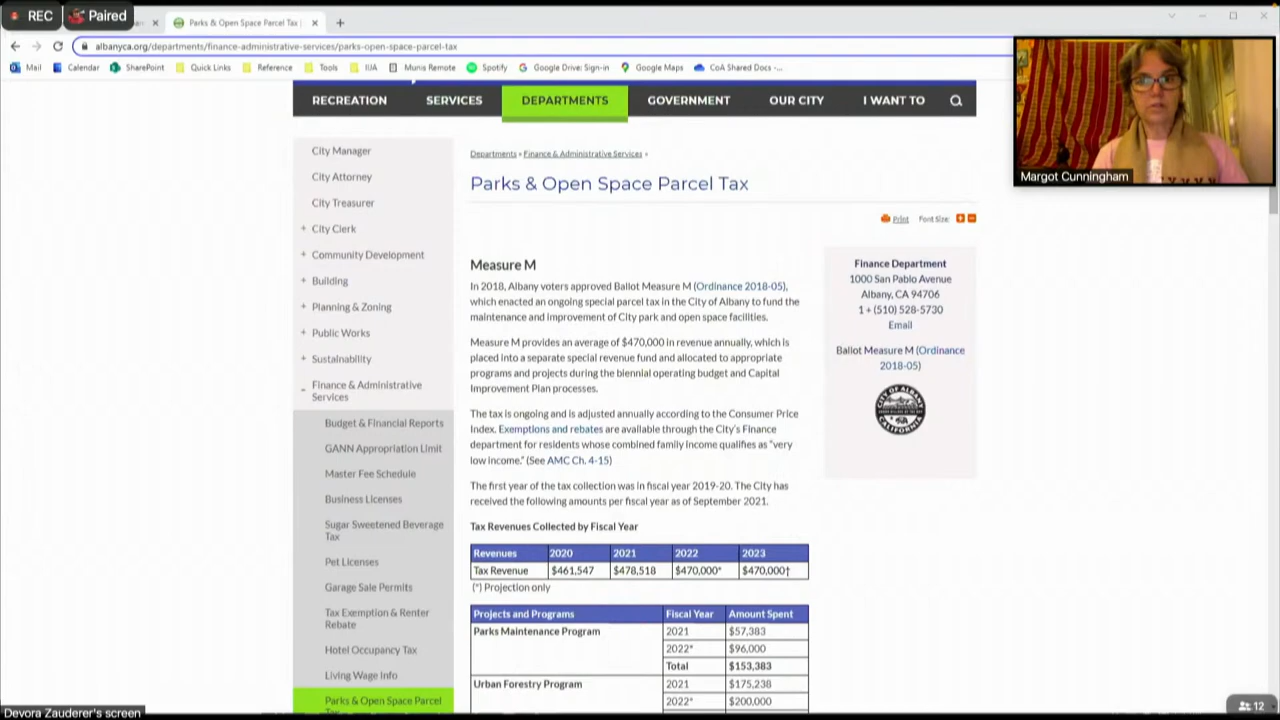 REC
Paired
Parks & Open Space Parcel Tax
albanyca.org/departments/finance-administrative-services/parks-open-space-parcel-tax
Mail
Calendar
SharePoint
Quick Links
Reference
Tools
IIJA
Munis Remote
Spotify
Google Drive: Sign-in
Google Maps
CoA Shared Docs -...
RECREATION
SERVICES
DEPARTMENTS
GOVERNMENT
OUR CITY
I WANT TO
Margot Cunningham
City Manager
City Attorney
City Treasurer
+ City Clerk
+ Community Development
+ Building
+ Planning & Zoning
+ Public Works
+ Sustainability
- Finance & Administrative
Services
Budget & Financial Reports
GANN Appropriation Limit
Master Fee Schedule
Business Licenses
Sugar Sweetened Beverage
Tax
Pet Licenses
Garage Sale Permits
Tax Exemption & Renter
Rebate
Hotel Occupancy Tax
Living Wage Info
Parks & Open Space Parcel
Departments » Finance & Administrative Services »
Parks & Open Space Parcel Tax
Print Font Size:
Measure M
In 2018, Albany voters approved Ballot Measure M (Ordinance 2018-05),
which enacted an ongoing special parcel tax in the City of Albany to fund the
maintenance and improvement of City park and open space facilities.
Measure M provides an average of $470,000 in revenue annually, which is
placed into a separate special revenue fund and allocated to appropriate
programs and projects during the biennial operating budget and Capital
Improvement Plan processes.
The tax is ongoing and is adjusted annually according to the Consumer Price
Index. Exemptions and rebates are available through the City's Finance
department for residents whose combined family income qualifies as "very
low income." (See AMC Ch. 4-15)
The first year of the tax collection was in fiscal year 2019-20. The City has
received the following amounts per fiscal year as of September 2021.
Tax Revenues Collected by Fiscal Year
Revenues 2020 2021 2022 2023
Tax Revenue $461,547 $478,518 $470,000* $470,000†
(*) Projection only
Projects and Programs Fiscal Year Amount Spent
Parks Maintenance Program 2021 $57,383
2022* $96,000
Total $153,383
Urban Forestry Program 2021 $175,238
2022* $200,000
Finance Department
1000 San Pablo Avenue
Albany, CA 94706
1 + (510) 528-5730
Email
Ballot Measure M (Ordinance
2018-05)
CITY OF ALBANY
CALIFORNIA
Devora Zauderer's screen
12